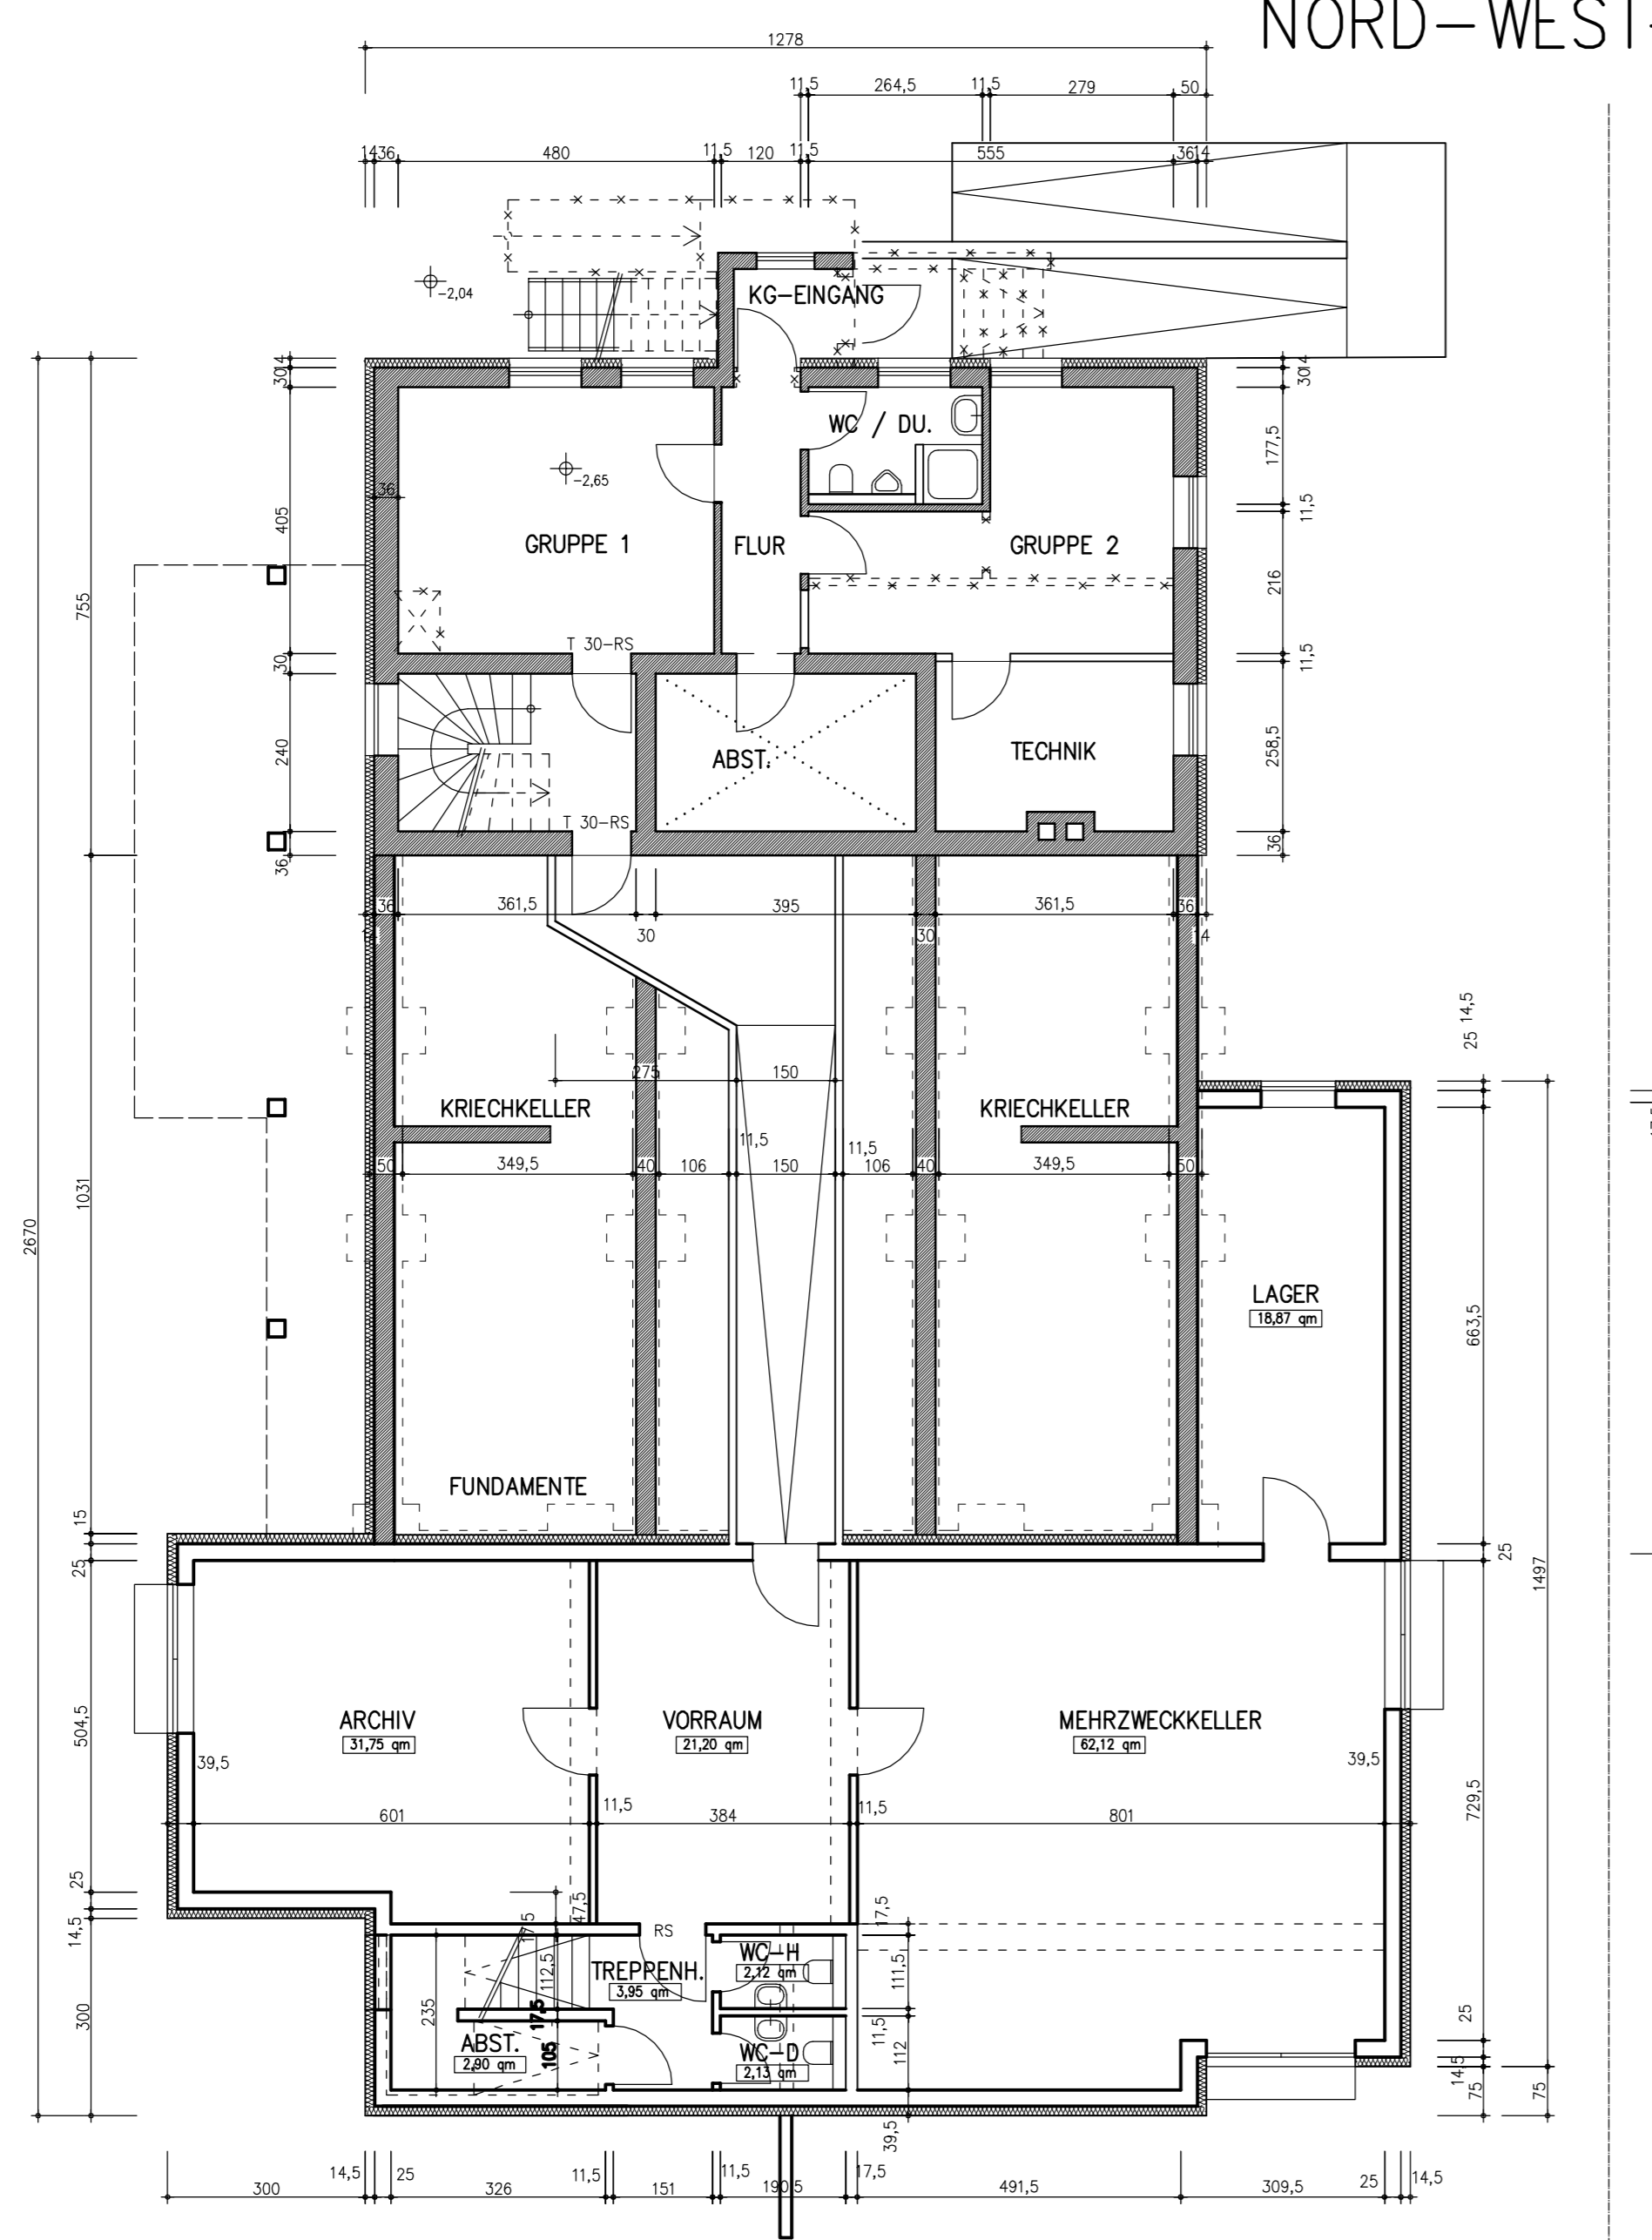 NORD-WEST-
1278
11,5 264,5 11,5 279 50
14 36 480 11,5 120 11,5 555 36 14
-2,04
KG-EINGANG
30 14
30 14
WC / DU.
177,5
-2,65
36
405
11,5
GRUPPE 1
FLUR
GRUPPE 2
216
755
T 30-RS
30
11,5
240
ABST.
TECHNIK
258,5
T 30-RS
36
36
36 361,5 395 361,5 36
14 30 30 14
25 14,5
275 150
KRIECHKELLER
KRIECHKELLER
11,5 11,5
50 349,5 40 106 150 106 40 349,5 50
1031
2670
LAGER
18,87 qm
663,5
FUNDAMENTE
15
25
25
1497
504,5
ARCHIV
31,75 qm
VORRAUM
21,20 qm
MEHRZWECKKELLER
62,12 qm
39,5
39,5
729,5
601 11,5 384 11,5 801
25
14,5
47,5
17,5
17,5
RS
WC-H
2,12 qm
TREPPENH.
3,95 qm
112,5
111,5
235
300
17,5
11,5
25
ABST.
2,90 qm
105
WC-D
2,13 qm
112
14,5
75
75
39,5
300 14,5 25 326 11,5 151 11,5 190,5 17,5 491,5 309,5 25 14,5